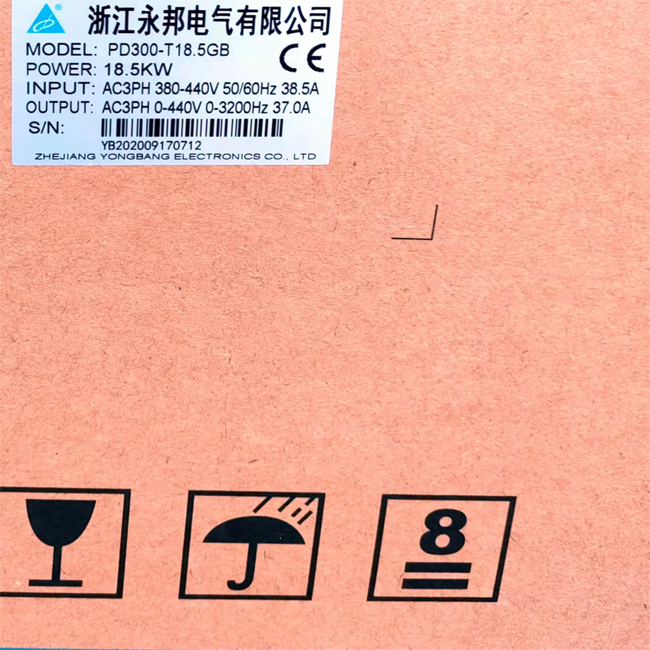 浙江永邦电气有限公司
MODEL: PD300-T18.5GB
POWER: 18.5KW
INPUT: AC3PH 380-440V 50/60Hz 38.5A
OUTPUT: AC3PH 0-440V 0-3200Hz 37.0A
S/N:
YB202009170712
ZHEJIANG YONGBANG ELECTRONICS CO., LTD
CE
8